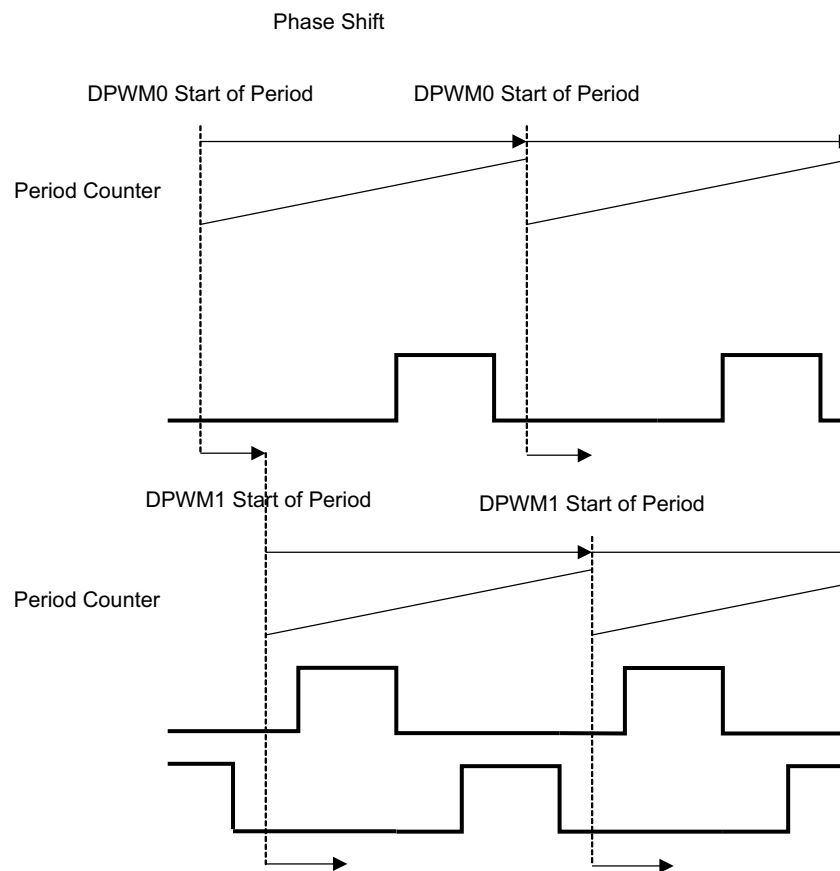 Phase Shift
DPWM0 Start of Period
DPWM0 Start of Period
Period Counter
DPWM1 Start of Period
DPWM1 Start of Period
Period Counter